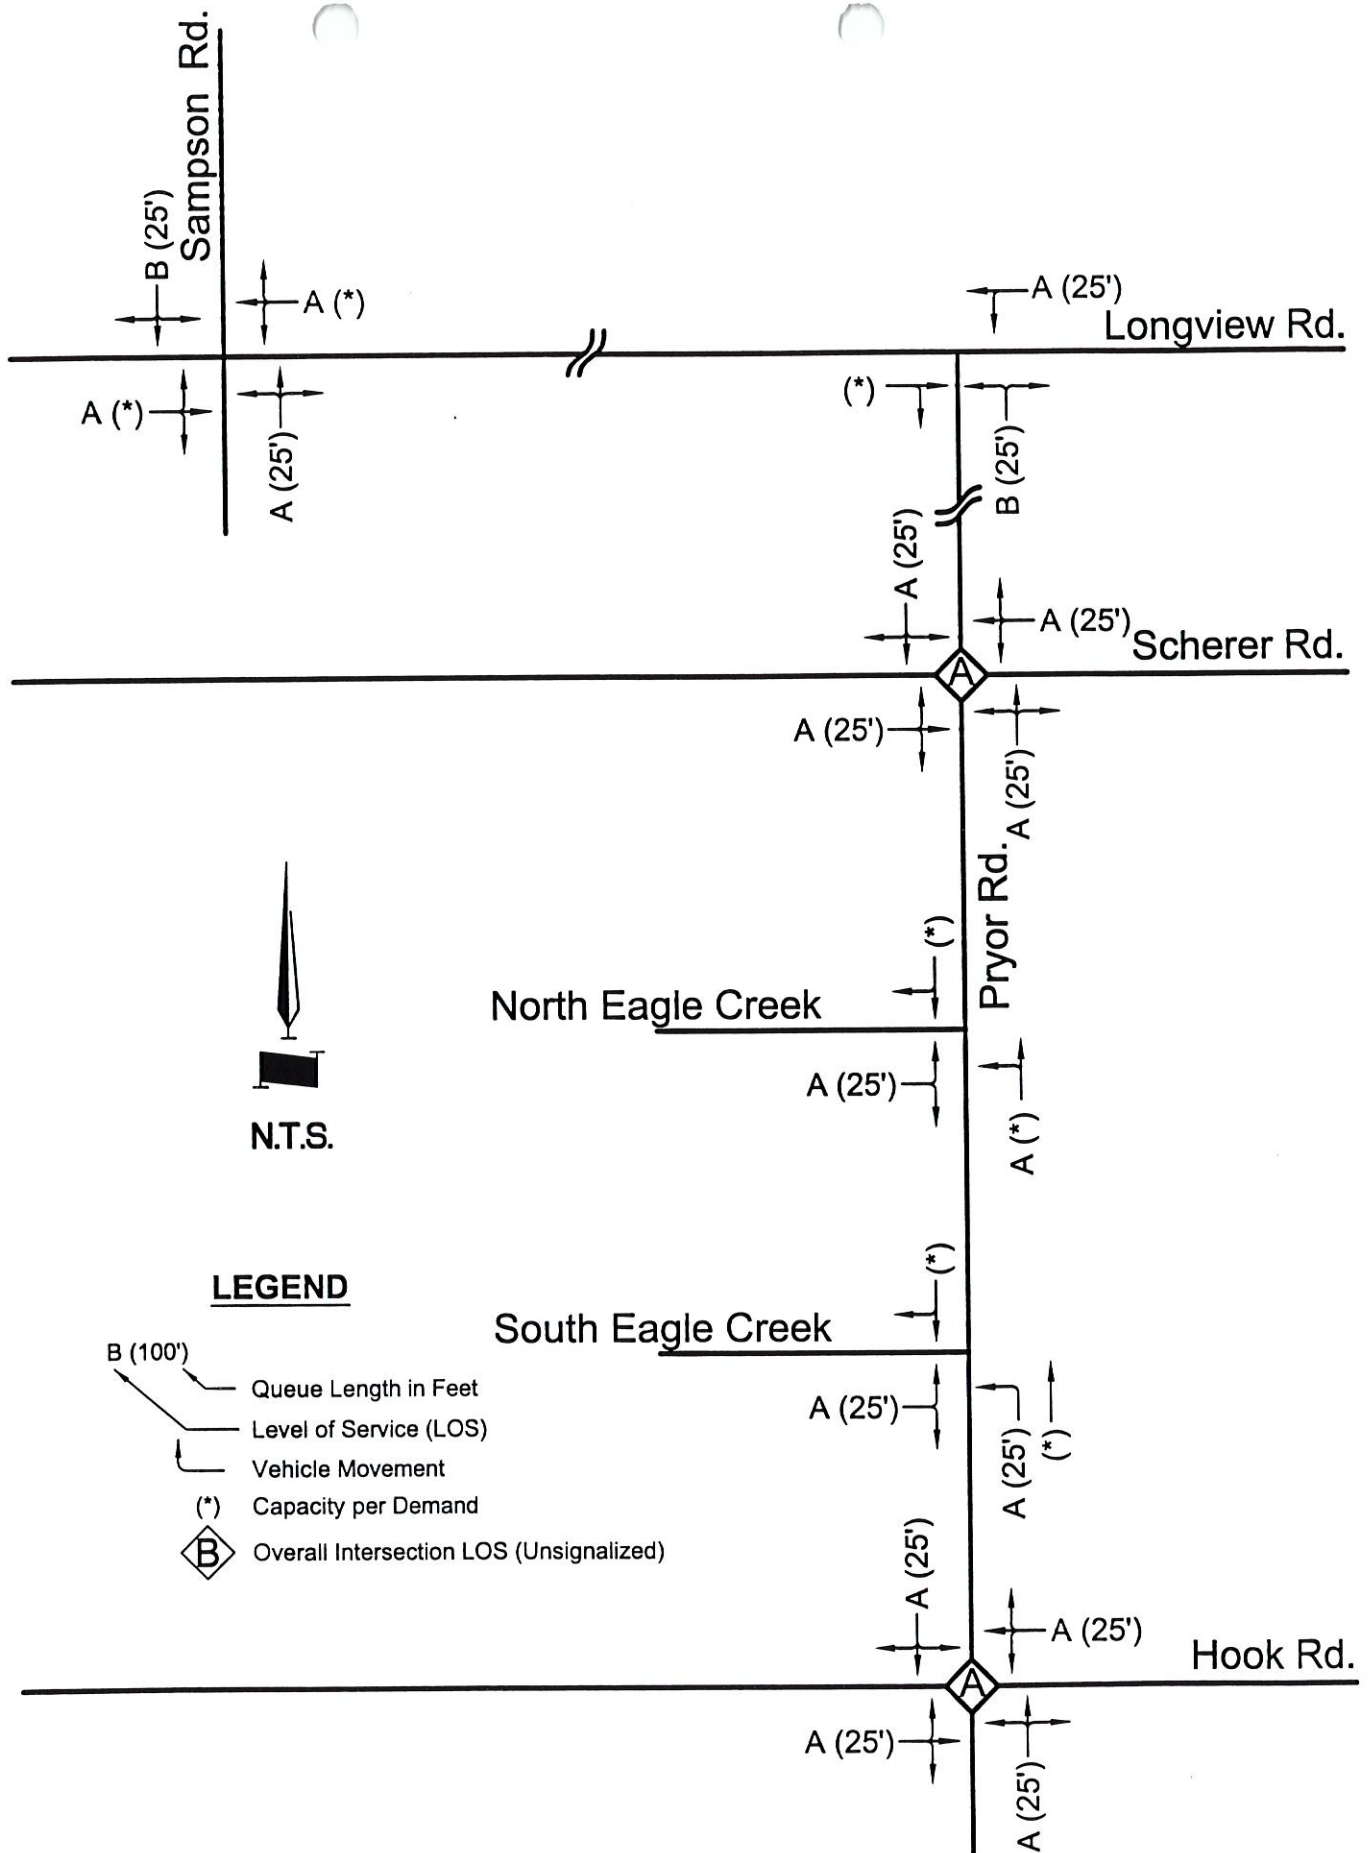 Sampson Rd.
B (25')
A (*)
A (*)
A (25')
A (25')
Longview Rd.
(*)
B (25')
A (25')
A (25')
Scherer Rd.
A
A (25')
A (25')
Pryor Rd.
(*)
North Eagle Creek
A (25')
A (*)
N.T.S.
(*)
South Eagle Creek
A (25')
A (25')
(*)
LEGEND
B (100')
Queue Length in Feet
Level of Service (LOS)
Vehicle Movement
(*) Capacity per Demand
B Overall Intersection LOS (Unsignalized)
A (25')
A (25')
Hook Rd.
A
A (25')
A (25')